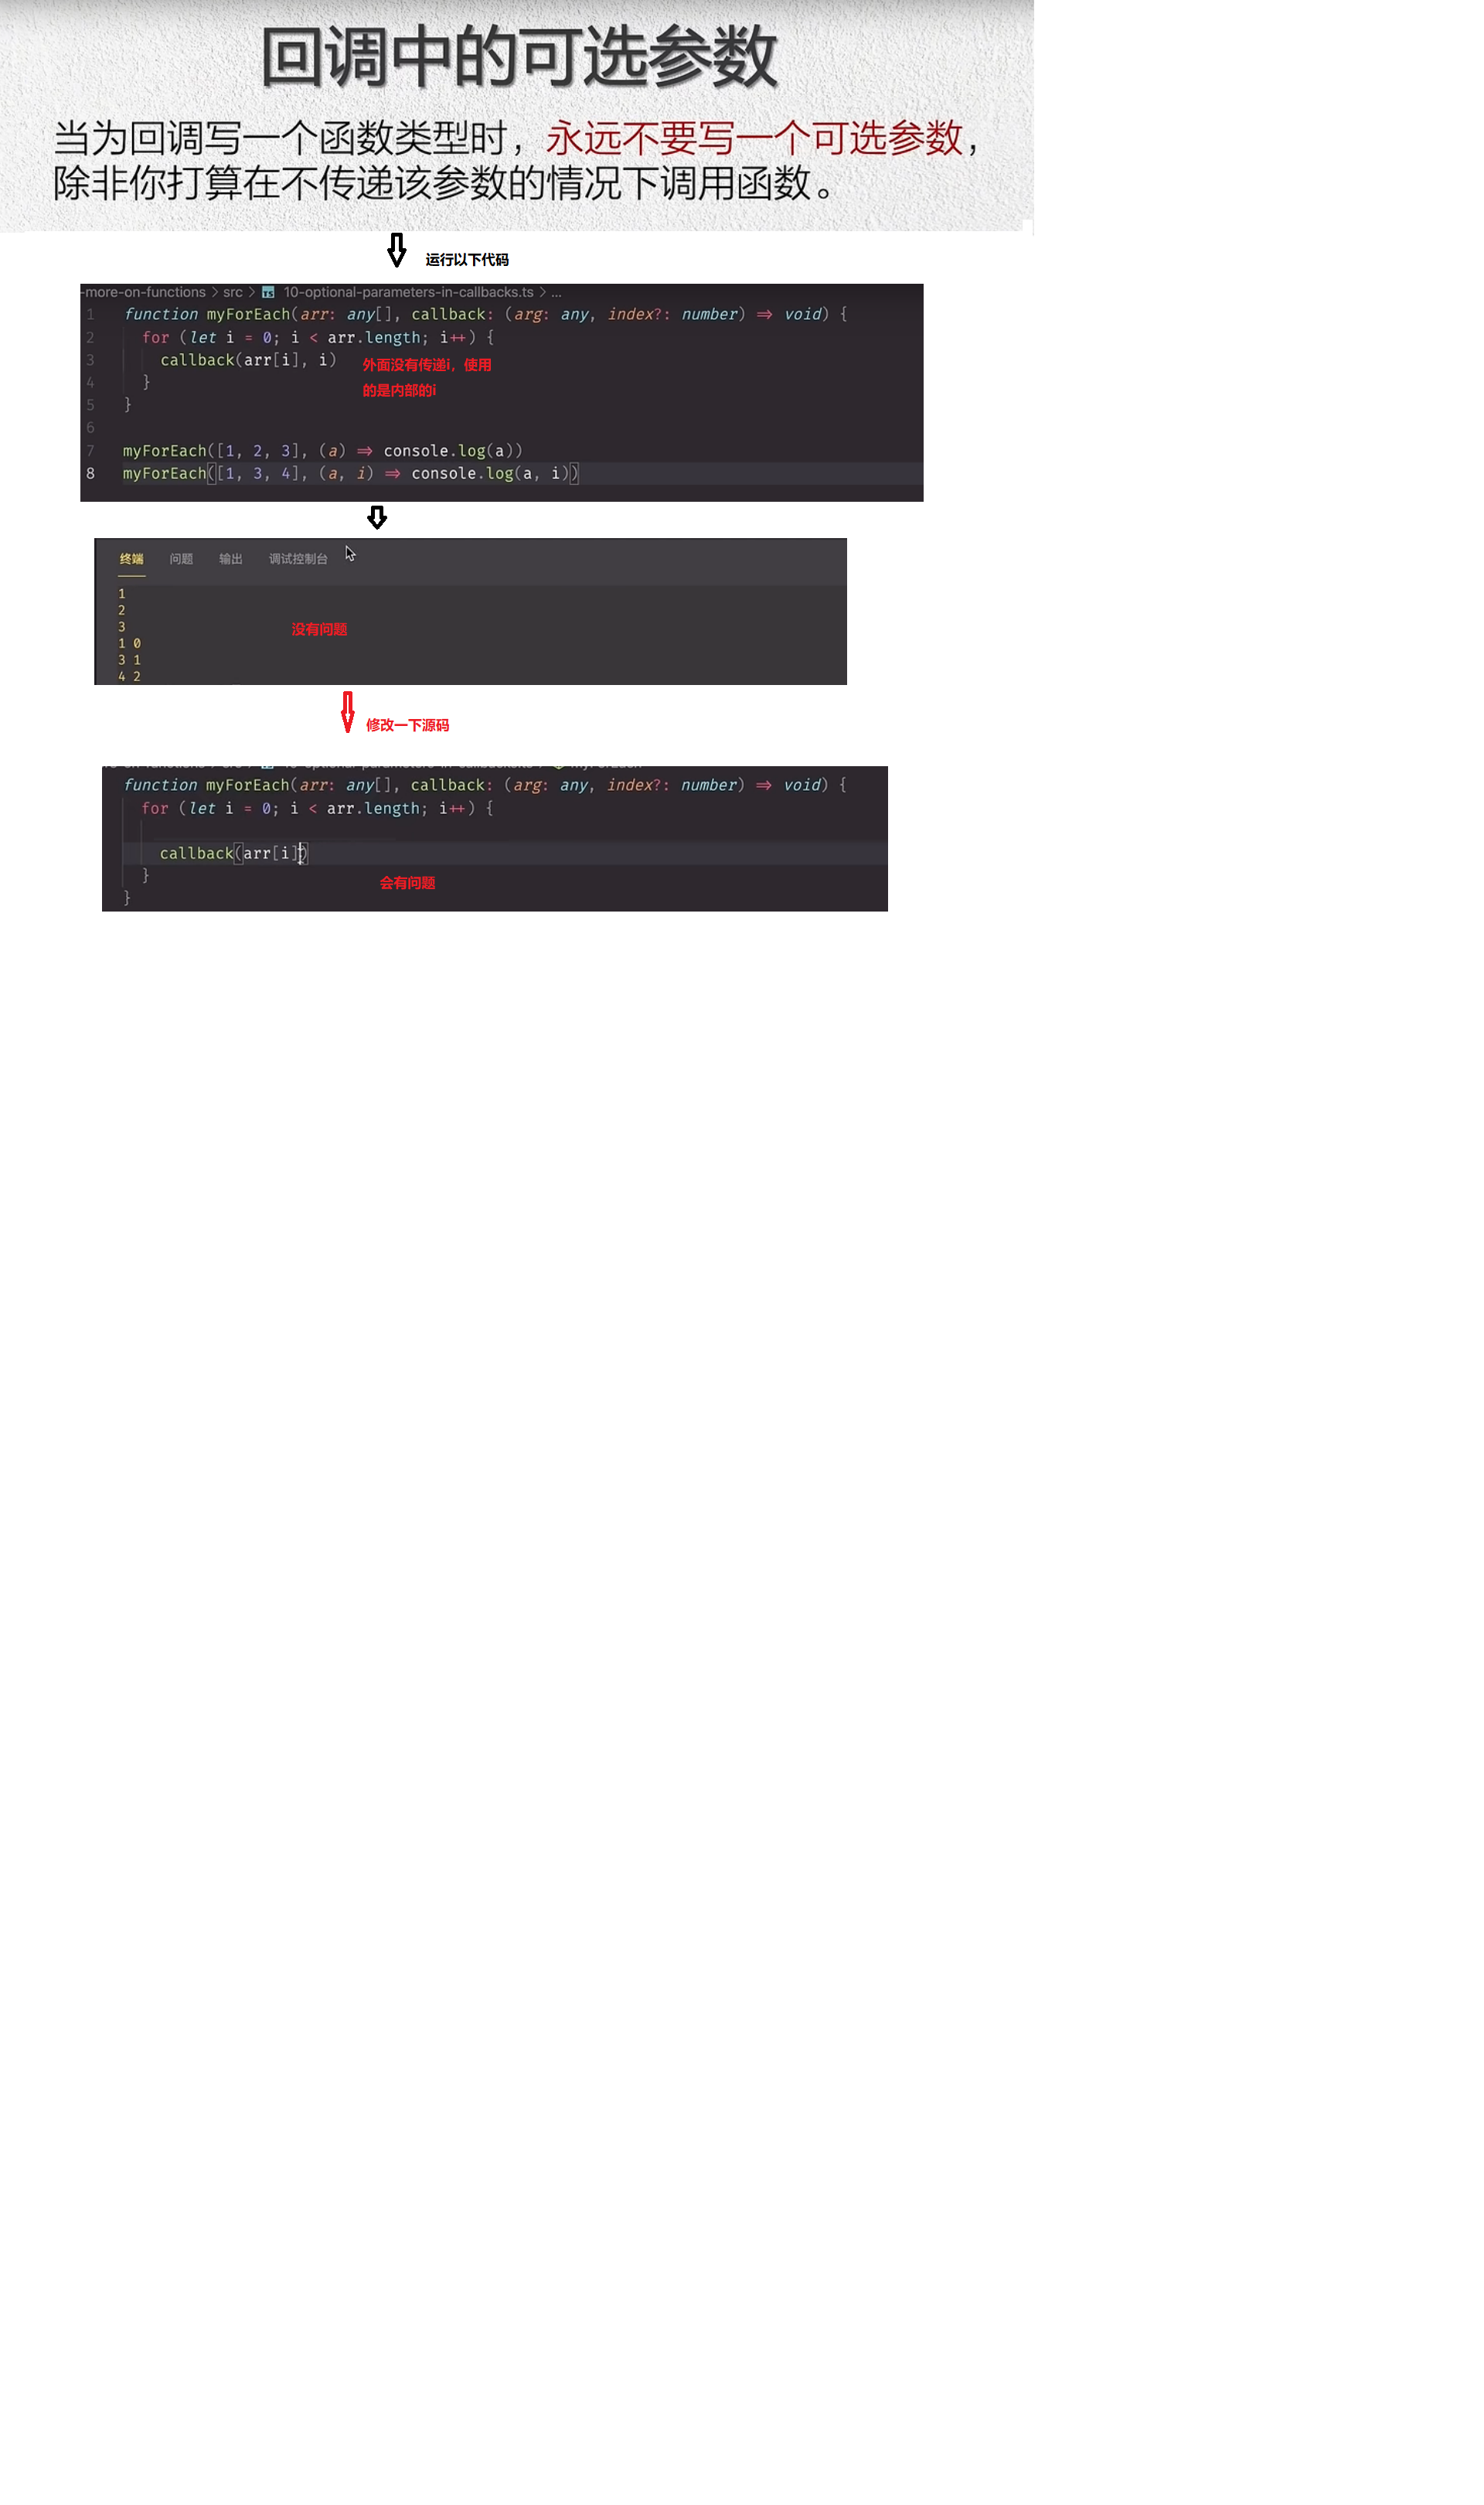 回调中的可选参数
当为回调写一个函数类型时，永远不要写一个可选参数，
除非你打算在不传递该参数的情况下调用函数。
运行以下代码
-more-on-functions > src > TS 10-optional-parameters-in-callbacks.ts > ...
1 function myForEach(arr: any[], callback: (arg: any, index?: number) => void) {
2 for (let i = 0; i < arr.length; i++) {
3 callback(arr[i], i)
外面没有传递i，使用
的是内部的i
4 }
5 }
6
7 myForEach([1, 2, 3], (a) => console.log(a))
8 myForEach([1, 3, 4], (a, i) => console.log(a, i))
终端 问题 输出 调试控制台
1
2
3
没有问题
1 0
3 1
4 2
修改一下源码
function myForEach(arr: any[], callback: (arg: any, index?: number) => void) {
for (let i = 0; i < arr.length; i++) {
callback(arr[i])
}
会有问题
}